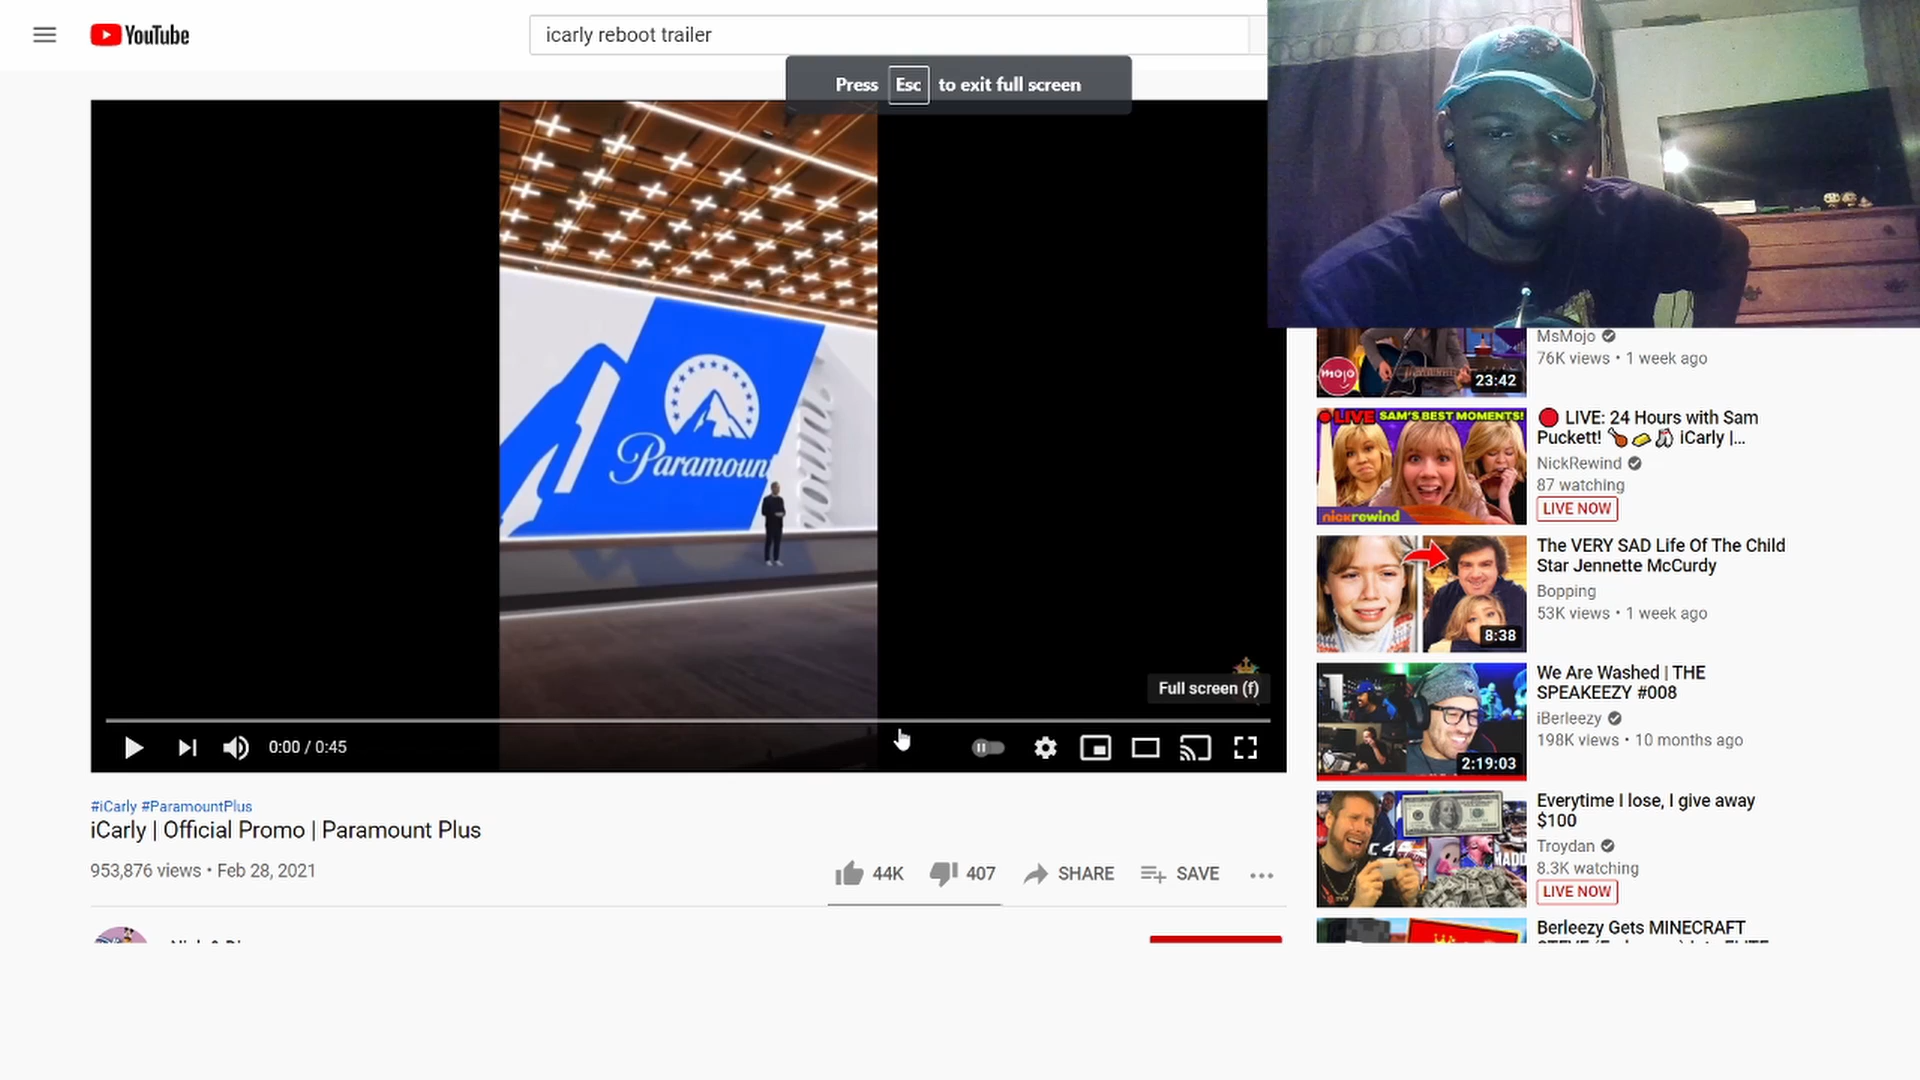 YouTube
icarly reboot trailer
Press Esc to exit full screen
Paramount
Full screen (f)
0:00 / 0:45
#iCarly #ParamountPlus
iCarly | Official Promo | Paramount Plus
953,876 views • Feb 28, 2021
44K
407
SHARE
SAVE
mojo
23:42
MsMojo
76K views • 1 week ago
LIVE SAM'S BEST MOMENTS!
nickrewind
LIVE: 24 Hours with Sam
Puckett! iCarly |...
NickRewind
87 watching
LIVE NOW
8:38
The VERY SAD Life Of The Child
Star Jennette McCurdy
Bopping
53K views • 1 week ago
2:19:03
We Are Washed | THE
SPEAKEEZY #008
iBerleezy
198K views • 10 months ago
Everytime I lose, I give away
$100
Troydan
8.3K watching
LIVE NOW
Berleezy Gets MINECRAFT